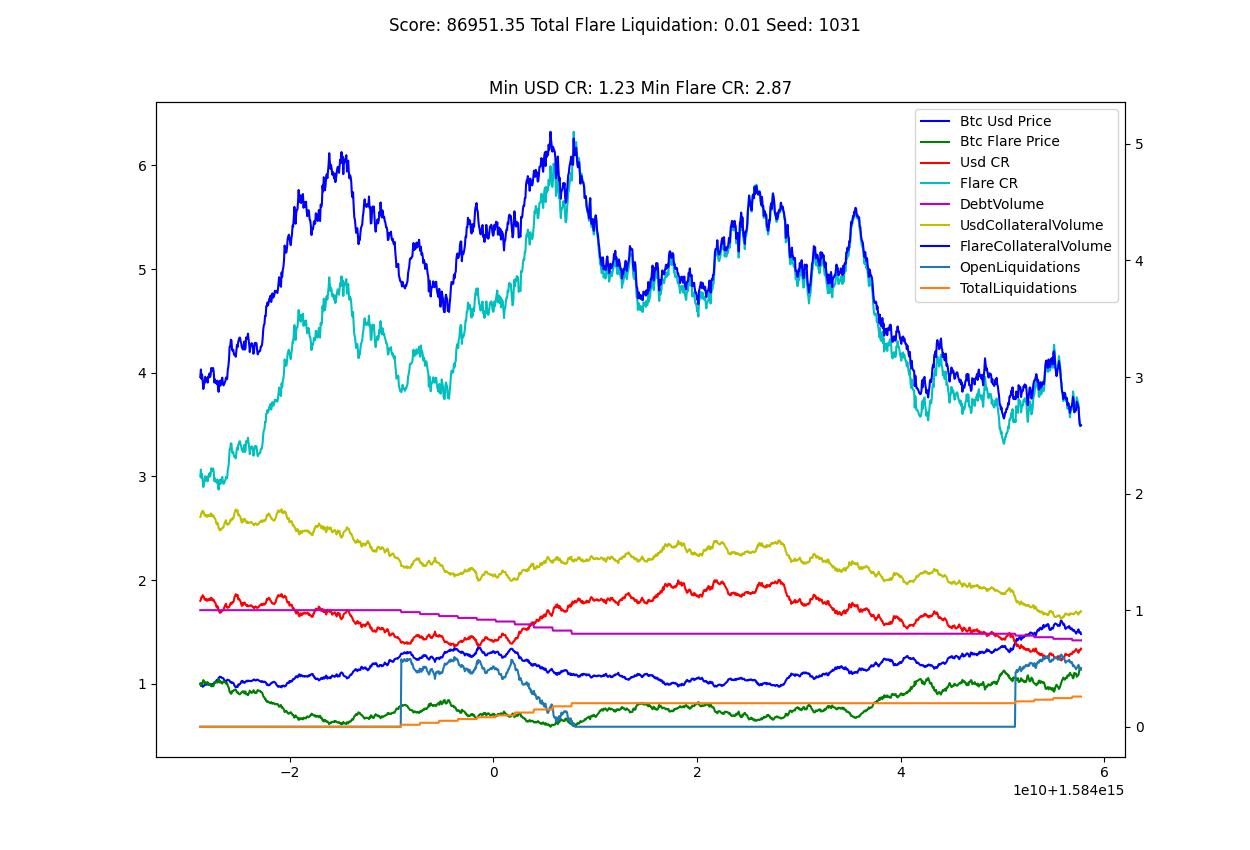 Score: 86951.35 Total Flare Liquidation: 0.01 Seed: 1031
Min USD CR: 1.23 Min Flare CR: 2.87
Btc Usd Price
Btc Flare Price
Usd CR
Flare CR
DebtVolume
UsdCollateralVolume
FlareCollateralVolume
OpenLiquidations
TotalLiquidations
6
5
4
3
2
1
5
4
3
2
1
0
−2
0
2
4
6
1e10+1.584e15